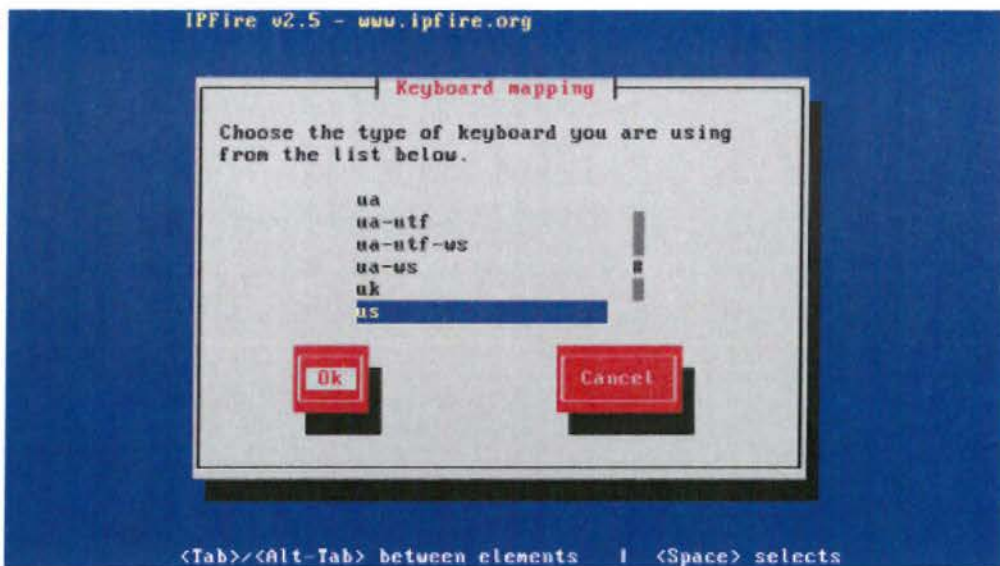 IPFire v2.5 - www.ipfire.org
Keyboard mapping
Choose the type of keyboard you are using
from the list below.
ua
ua-utf
ua-utf-ws
ua-ws
uk
us
Ok
Cancel
<Tab>/<Alt-Tab> between elements | <Space> selects